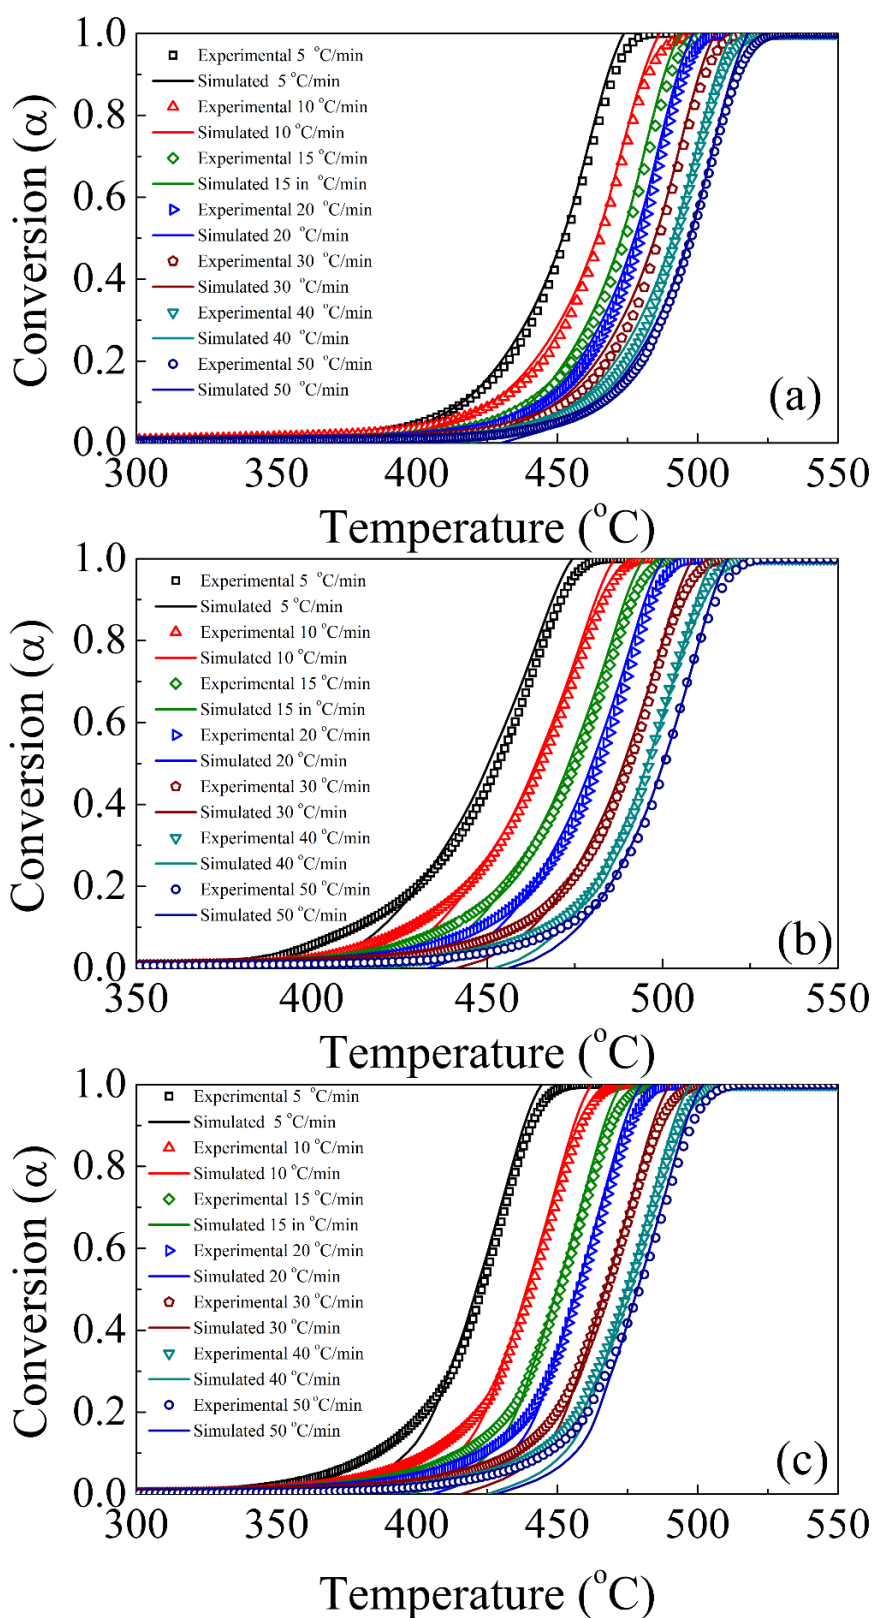 1.0
0.8
0.6
0.4
0.2
0.0
Conversion (α)
Experimental 5 °C/min
Simulated 5 °C/min
Experimental 10 °C/min
Simulated 10 °C/min
Experimental 15 °C/min
Simulated 15 in °C/min
Experimental 20 °C/min
Simulated 20 °C/min
Experimental 30 °C/min
Simulated 30 °C/min
Experimental 40 °C/min
Simulated 40 °C/min
Experimental 50 °C/min
Simulated 50 °C/min
(a)
300 350 400 450 500 550
Temperature (°C)
1.0
0.8
0.6
0.4
0.2
0.0
Conversion (α)
Experimental 5 °C/min
Simulated 5 °C/min
Experimental 10 °C/min
Simulated 10 °C/min
Experimental 15 °C/min
Simulated 15 in °C/min
Experimental 20 °C/min
Simulated 20 °C/min
Experimental 30 °C/min
Simulated 30 °C/min
Experimental 40 °C/min
Simulated 40 °C/min
Experimental 50 °C/min
Simulated 50 °C/min
(b)
350 400 450 500 550
Temperature (°C)
1.0
0.8
0.6
0.4
0.2
0.0
Conversion (α)
Experimental 5 °C/min
Simulated 5 °C/min
Experimental 10 °C/min
Simulated 10 °C/min
Experimental 15 °C/min
Simulated 15 in °C/min
Experimental 20 °C/min
Simulated 20 °C/min
Experimental 30 °C/min
Simulated 30 °C/min
Experimental 40 °C/min
Simulated 40 °C/min
Experimental 50 °C/min
Simulated 50 °C/min
(c)
300 350 400 450 500 550
Temperature (°C)